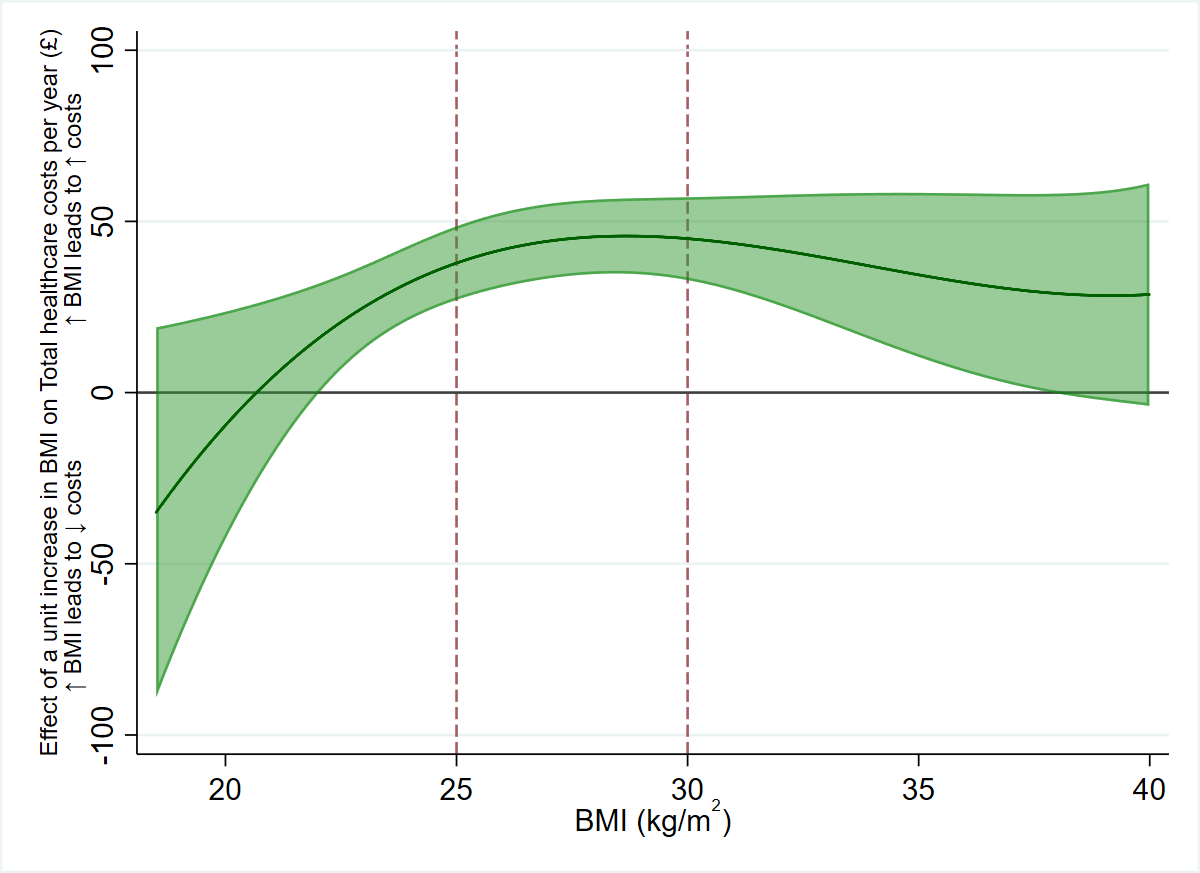 Effect of a unit increase in BMI on Total healthcare costs per year (£)
↑ BMI leads to ↓ costs ↑ BMI leads to ↑ costs
100
50
0
-50
-100
20 25 30 35 40
BMI (kg/m²)